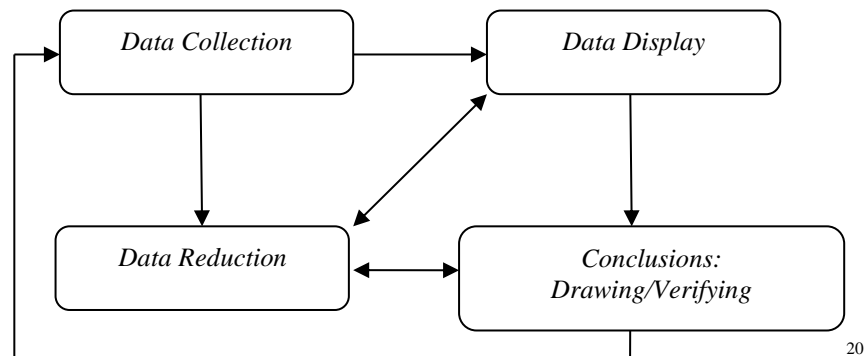 Data Collection
Data Display
Data Reduction
Conclusions:
Drawing/Verifying
20